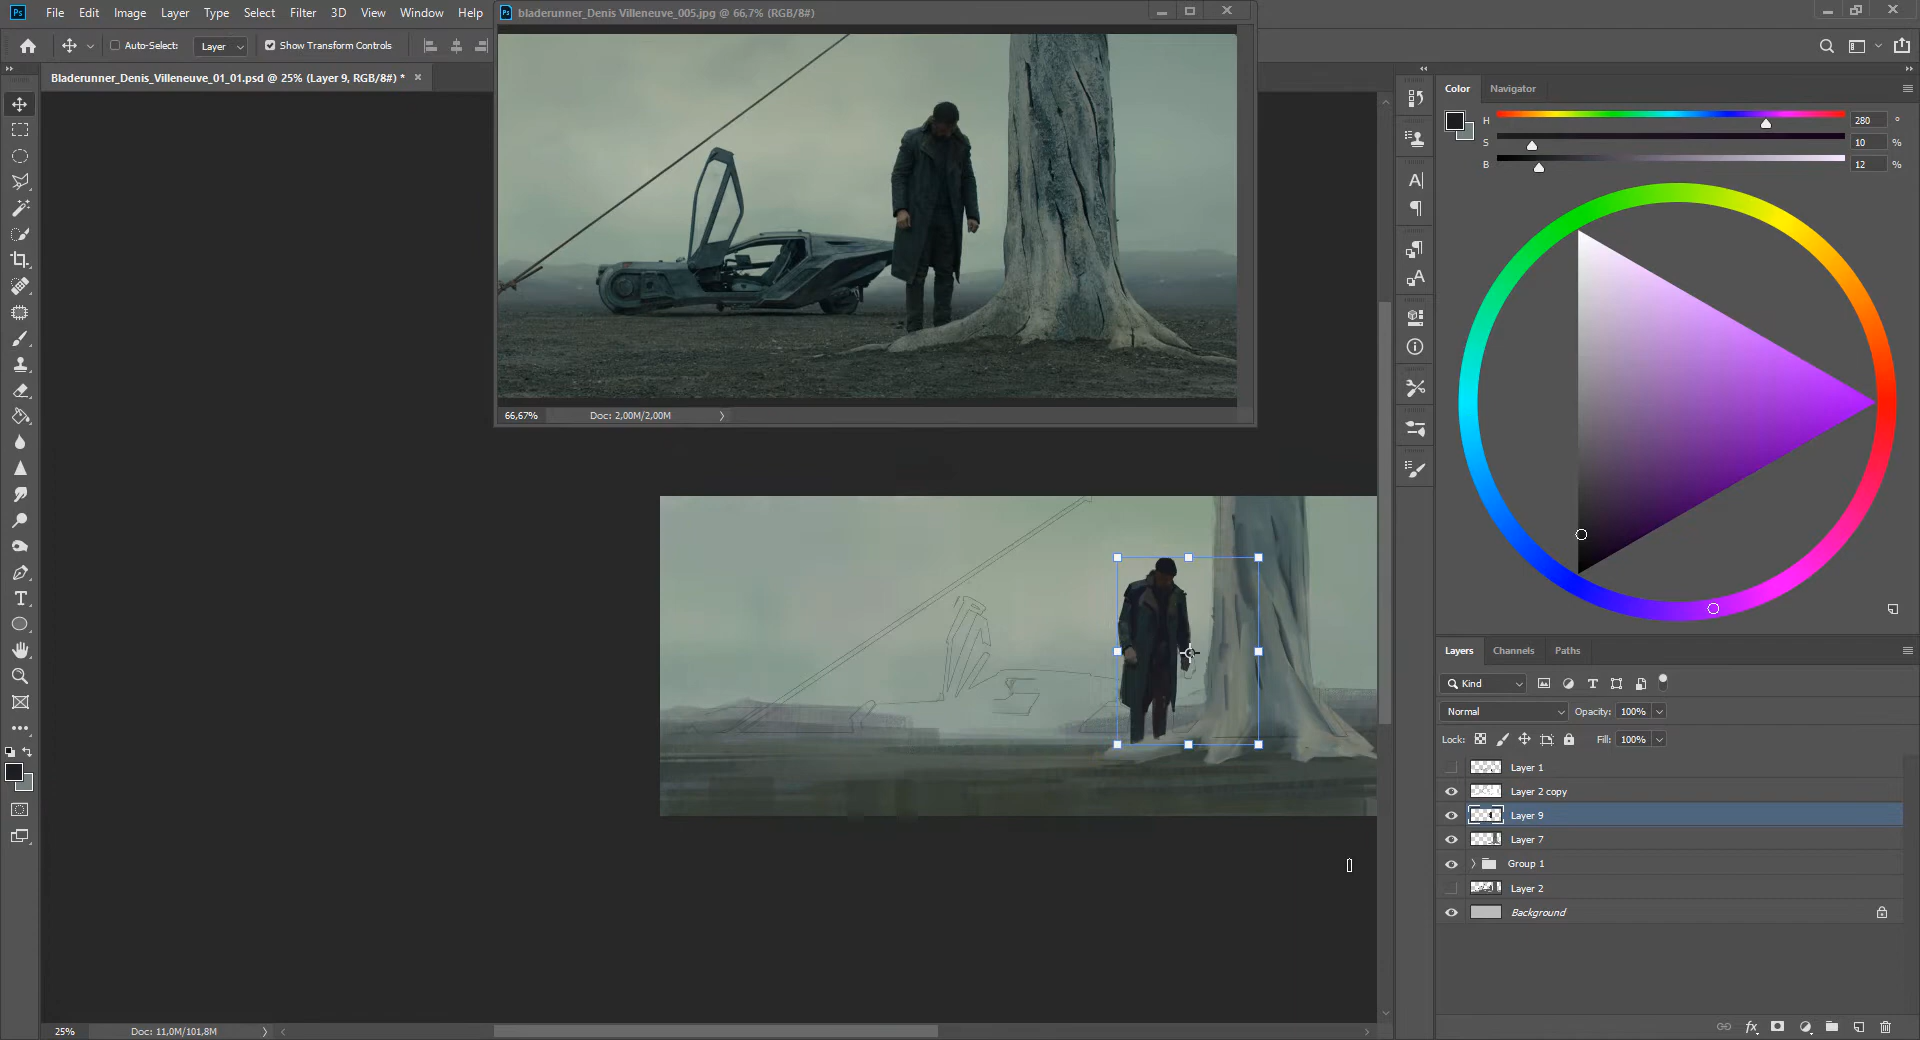 Ps File Edit Image Layer Type Select Filter 3D View Window Help
Ps bladerunner_Denis Villeneuve_005.jpg @ 66,7% (RGB/8#)
Auto-Select: Layer Show Transform Controls
Bladerunner_Denis_Villeneuve_01_01.psd @ 25% (Layer 9, RGB/8#) *
66,67% Doc: 2,00M/2,00M
25% Doc: 11,0M/101,8M
Color Navigator
H 280 °
S 10 %
B 12 %
Layers Channels Paths
Kind
Normal Opacity: 100%
Lock: Fill: 100%
Layer 1
Layer 2 copy
Layer 9
Layer 7
Group 1
Layer 2
Background
fx